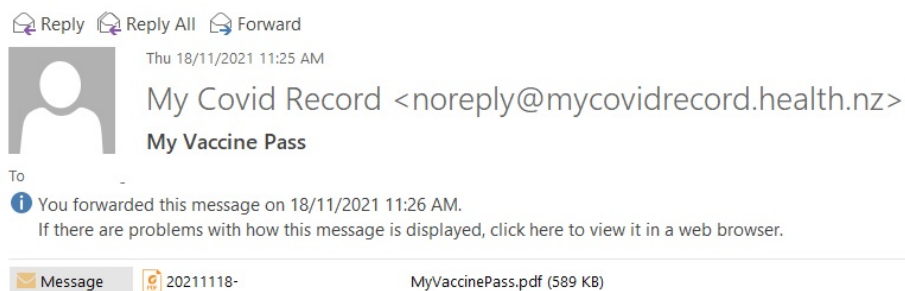 Reply Reply All Forward
Thu 18/11/2021 11:25 AM
My Covid Record <noreply@mycovidrecord.health.nz>
My Vaccine Pass
To
You forwarded this message on 18/11/2021 11:26 AM.
If there are problems with how this message is displayed, click here to view it in a web browser.
Message 20211118- MyVaccinePass.pdf (589 KB)